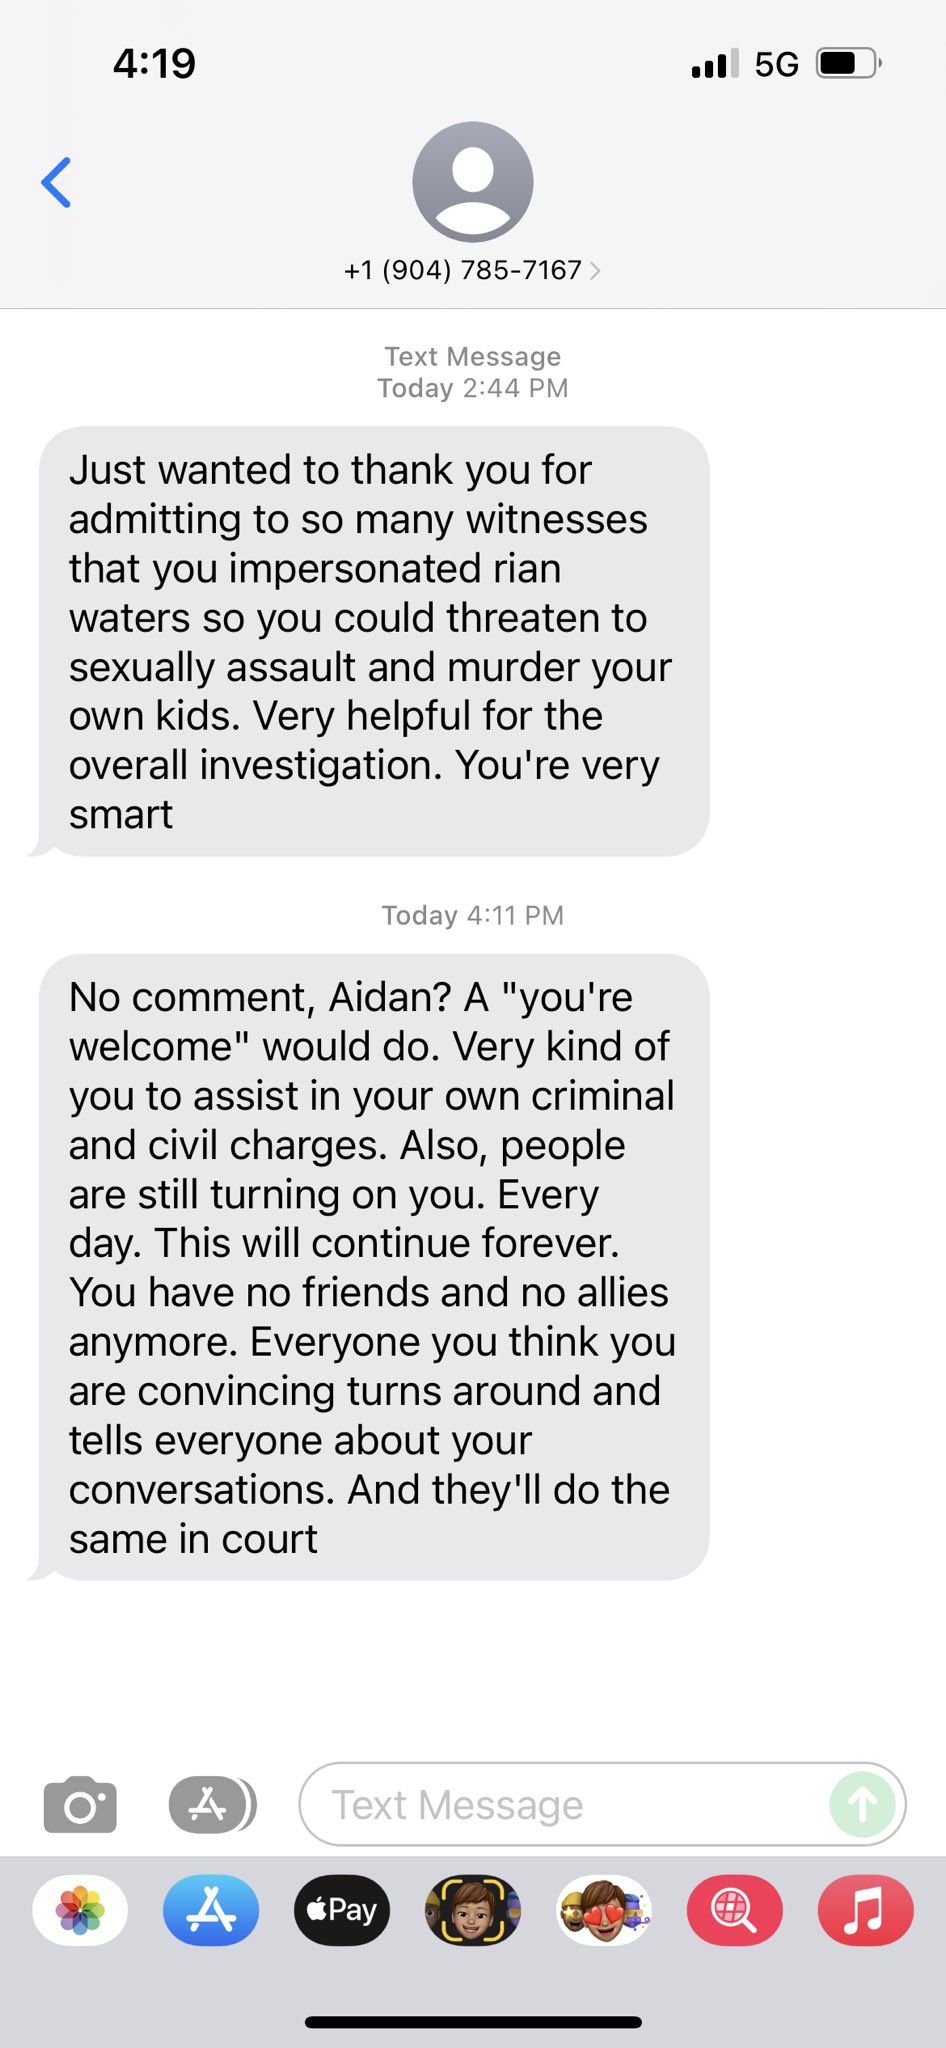 4:19
5G
+1 (904) 785-7167
Text Message
Today 2:44 PM
Just wanted to thank you for
admitting to so many witnesses
that you impersonated rian
waters so you could threaten to
sexually assault and murder your
own kids. Very helpful for the
overall investigation. You're very
smart
Today 4:11 PM
No comment, Aidan? A "you're
welcome" would do. Very kind of
you to assist in your own criminal
and civil charges. Also, people
are still turning on you. Every
day. This will continue forever.
You have no friends and no allies
anymore. Everyone you think you
are convincing turns around and
tells everyone about your
conversations. And they'll do the
same in court
Text Message
Pay